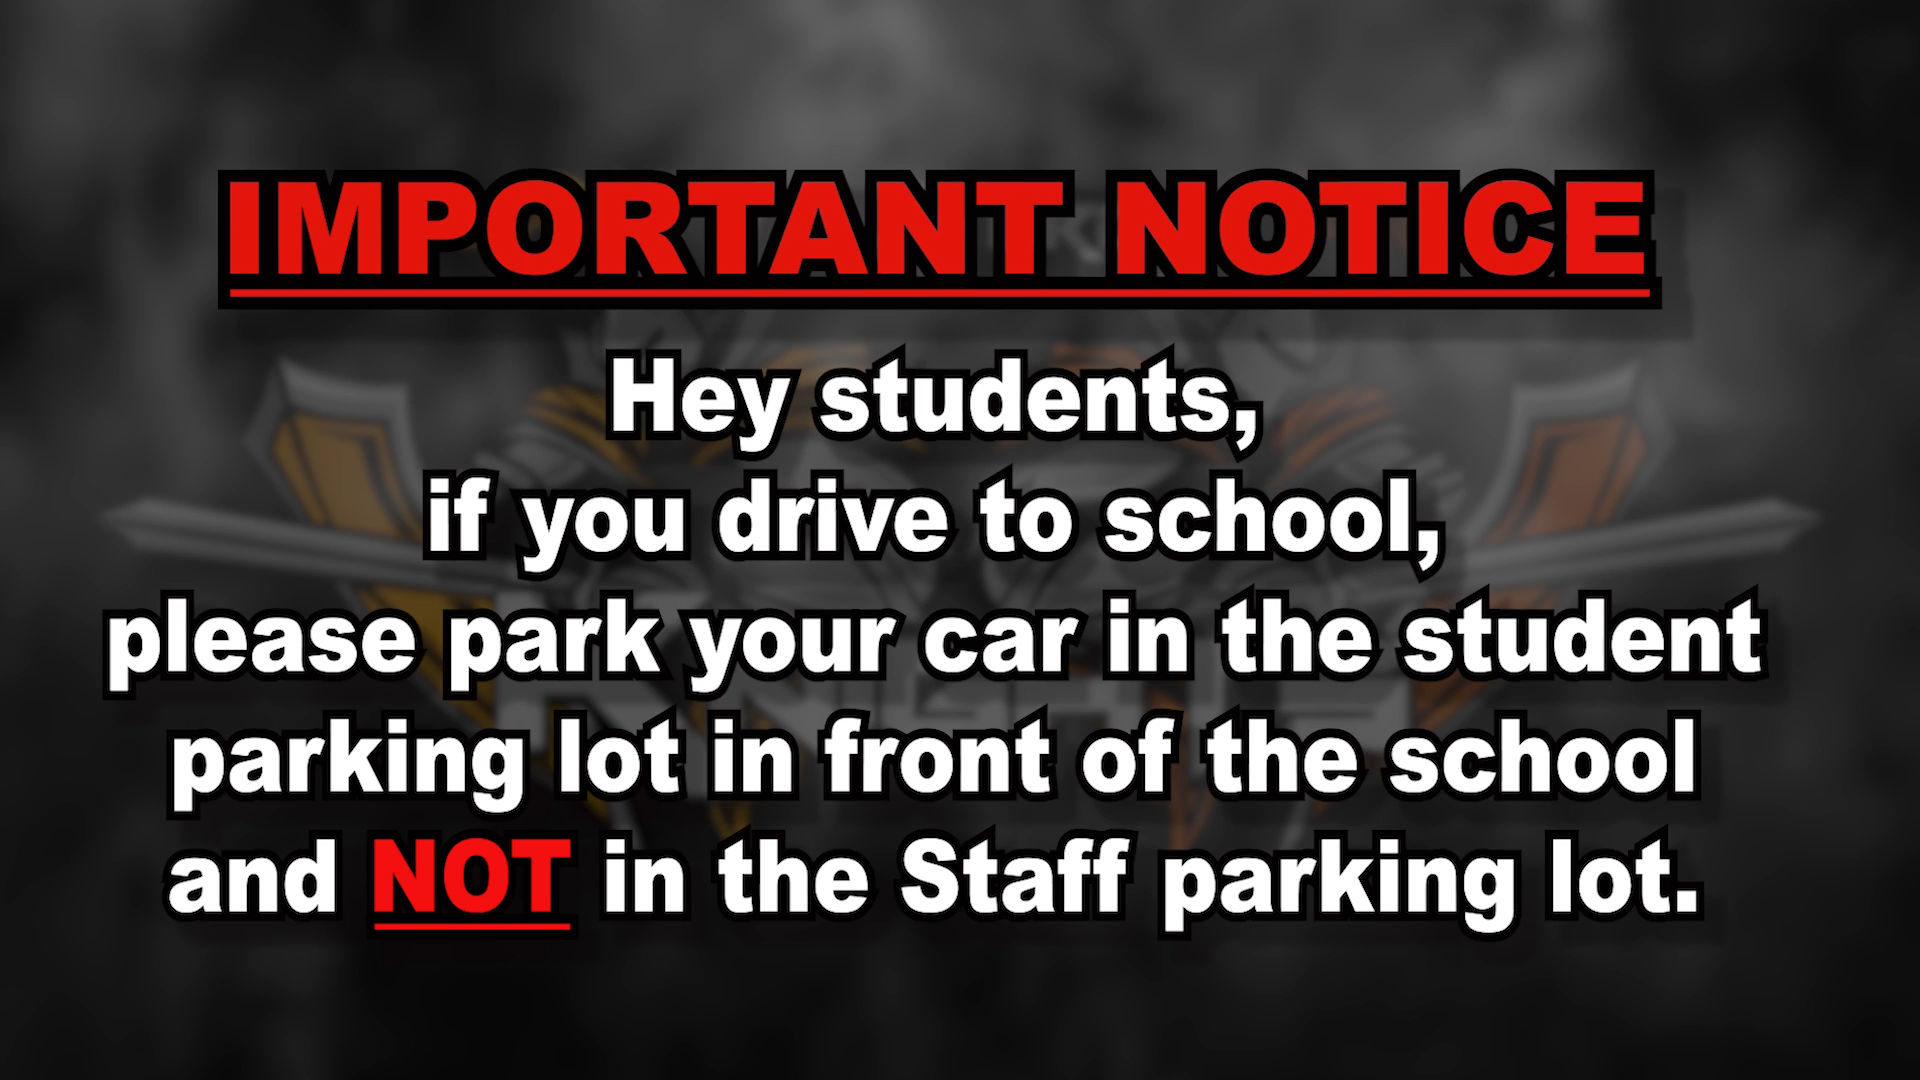 IMPORTANT NOTICE
Hey students,
if you drive to school,
please park your car in the student
parking lot in front of the school
and NOT in the Staff parking lot.